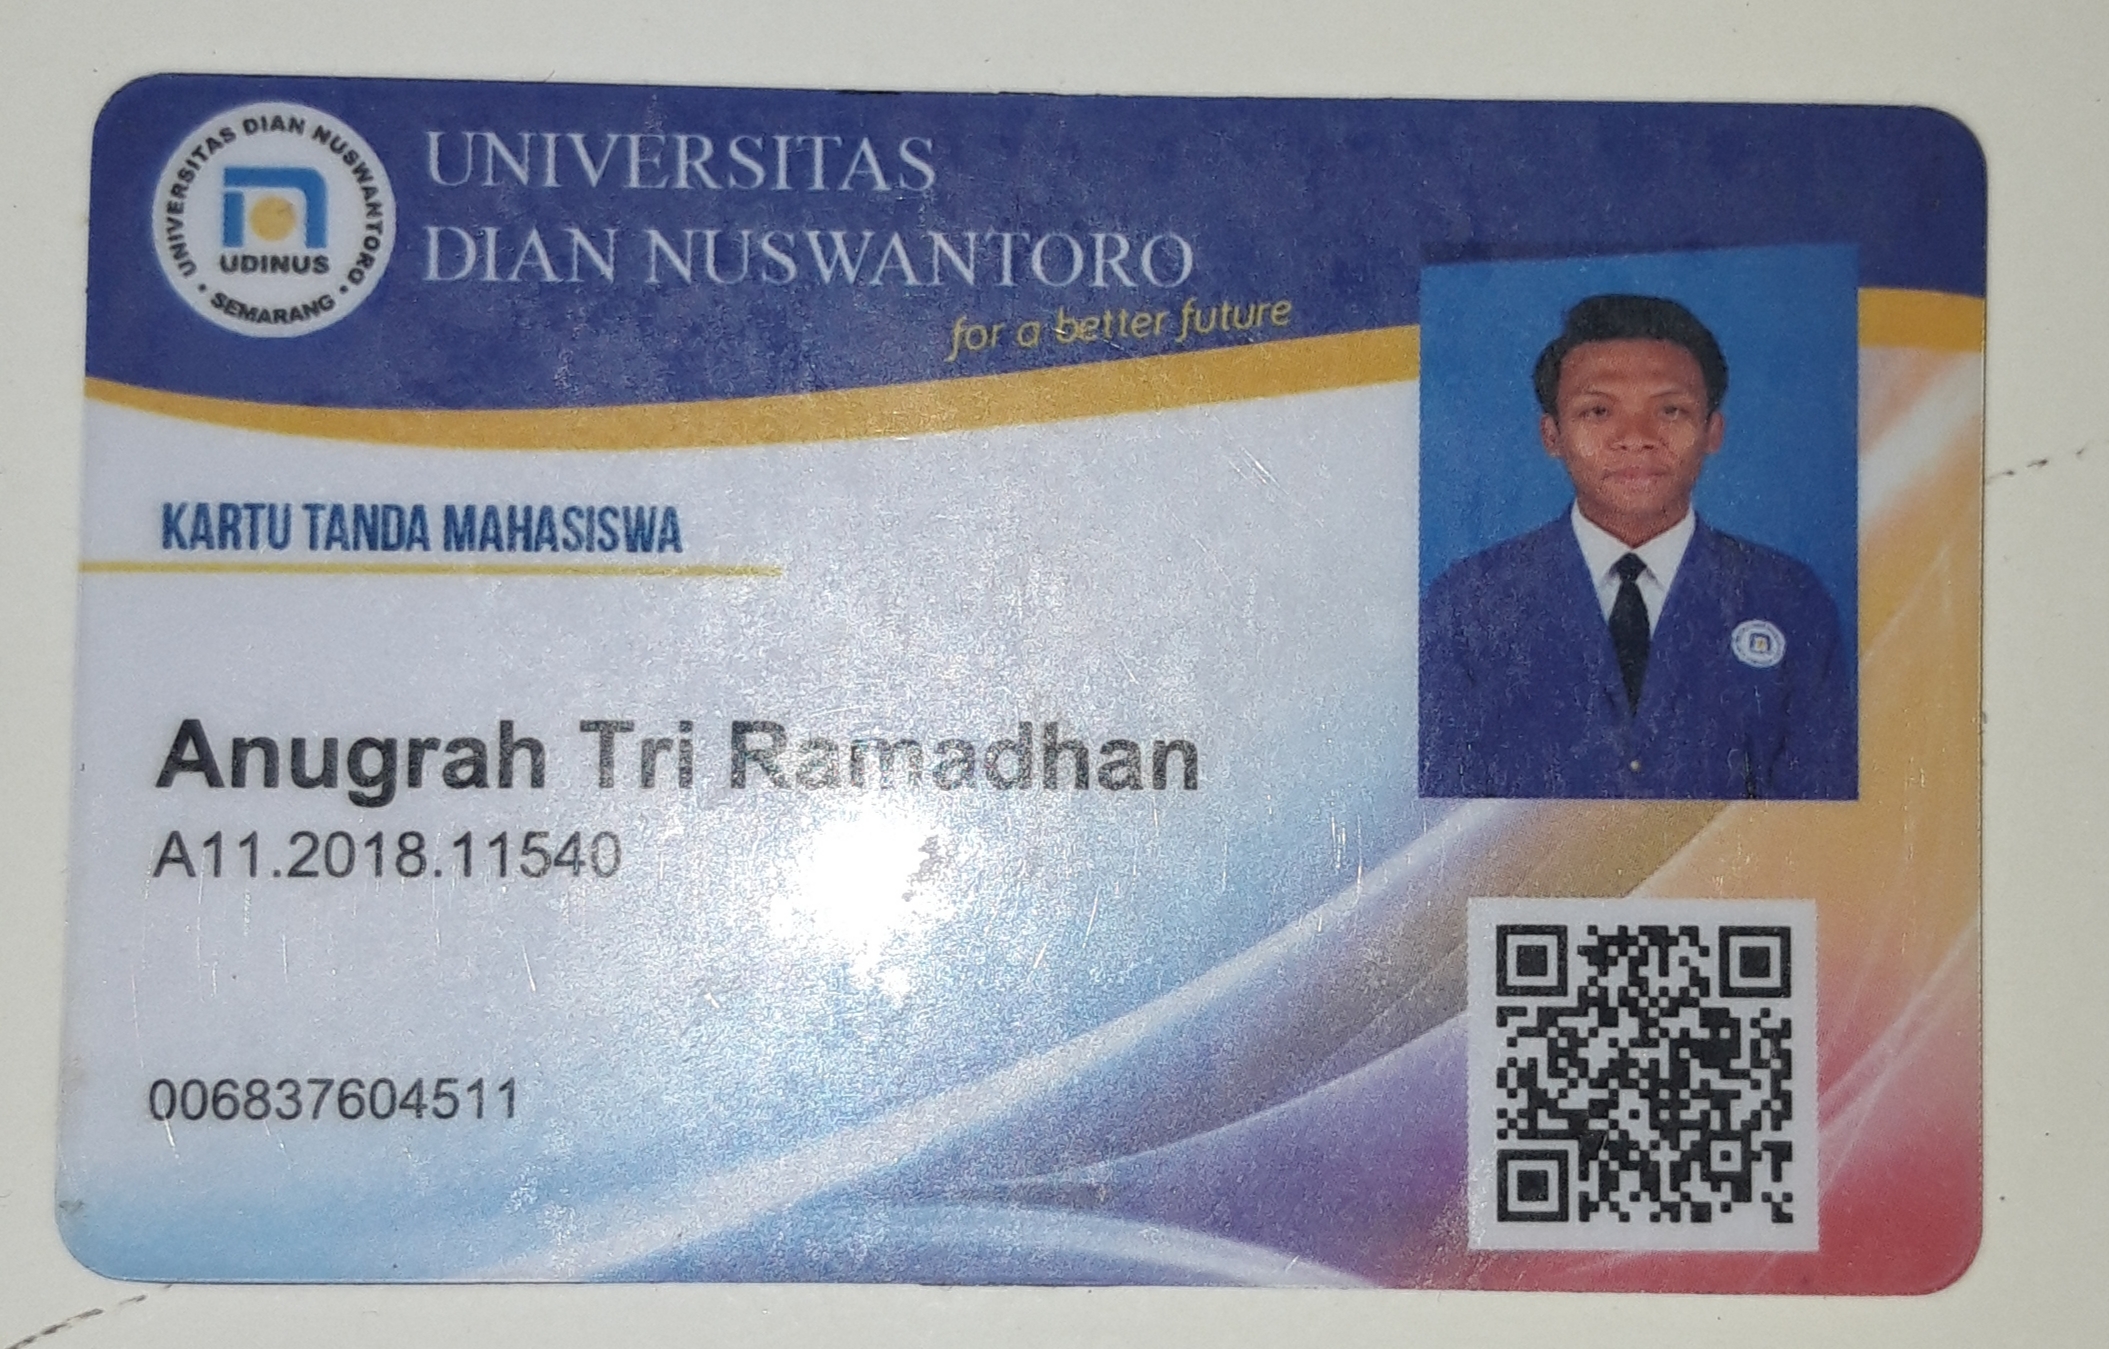 UNIVERSITAS DIAN NUSWANTORO
UDINUS
SEMARANG
UNIVERSITAS
DIAN NUSWANTORO
for a better future
KARTU TANDA MAHASISWA
Anugrah Tri Ramadhan
A11.2018.11540
006837604511